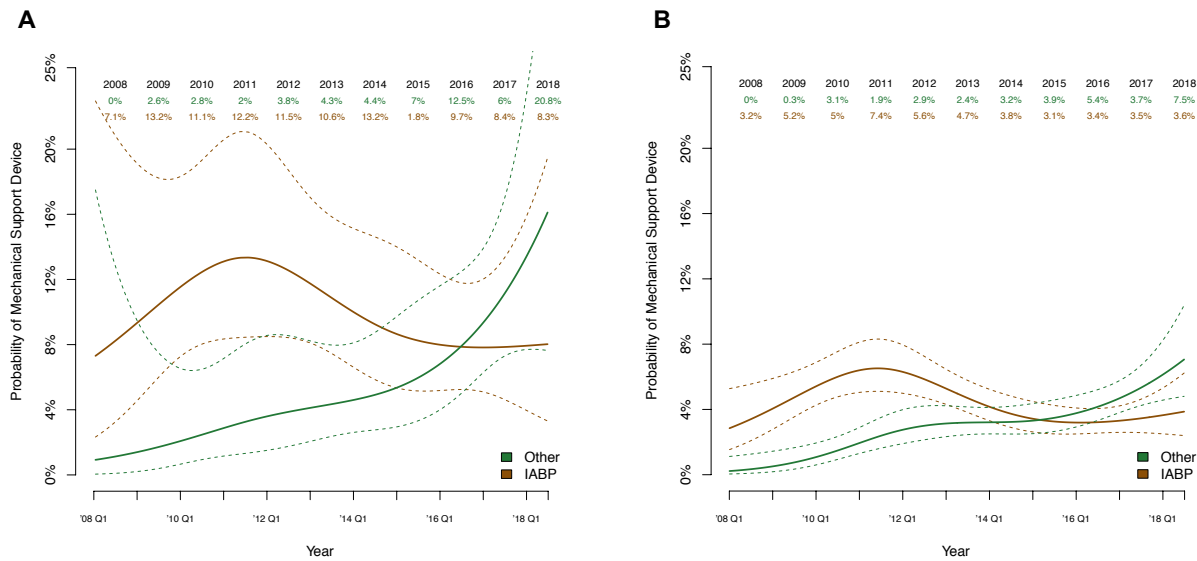 A
Probability of Mechanical Support Device
25%
20%
16%
12%
8%
4%
0%
2008 2009 2010 2011 2012 2013 2014 2015 2016 2017 2018
0% 2.6% 2.8% 2% 3.8% 4.3% 4.4% 7% 12.5% 6% 20.8%
7.1% 13.2% 11.1% 12.2% 11.5% 10.6% 13.2% 1.8% 9.7% 8.4% 8.3%
Other
IABP
'08 Q1 '10 Q1 '12 Q1 '14 Q1 '16 Q1 '18 Q1
Year
B
Probability of Mechanical Support Device
25%
20%
16%
12%
8%
4%
0%
2008 2009 2010 2011 2012 2013 2014 2015 2016 2017 2018
0% 0.3% 3.1% 1.9% 2.9% 2.4% 3.2% 3.9% 5.4% 3.7% 7.5%
3.2% 5.2% 5% 7.4% 5.6% 4.7% 3.8% 3.1% 3.4% 3.5% 3.6%
Other
IABP
'08 Q1 '10 Q1 '12 Q1 '14 Q1 '16 Q1 '18 Q1
Year